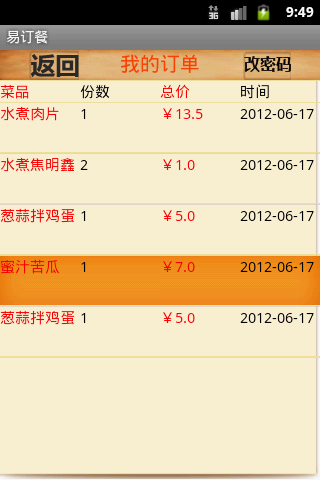 3G 9:49
易订餐
返回 我的订单 改密码
菜品 份数 总价 时间
水煮肉片 1 ￥13.5 2012-06-17
水煮焦明鑫 2 ￥1.0 2012-06-17
葱蒜拌鸡蛋 1 ￥5.0 2012-06-17
蜜汁苦瓜 1 ￥7.0 2012-06-17
葱蒜拌鸡蛋 1 ￥5.0 2012-06-17